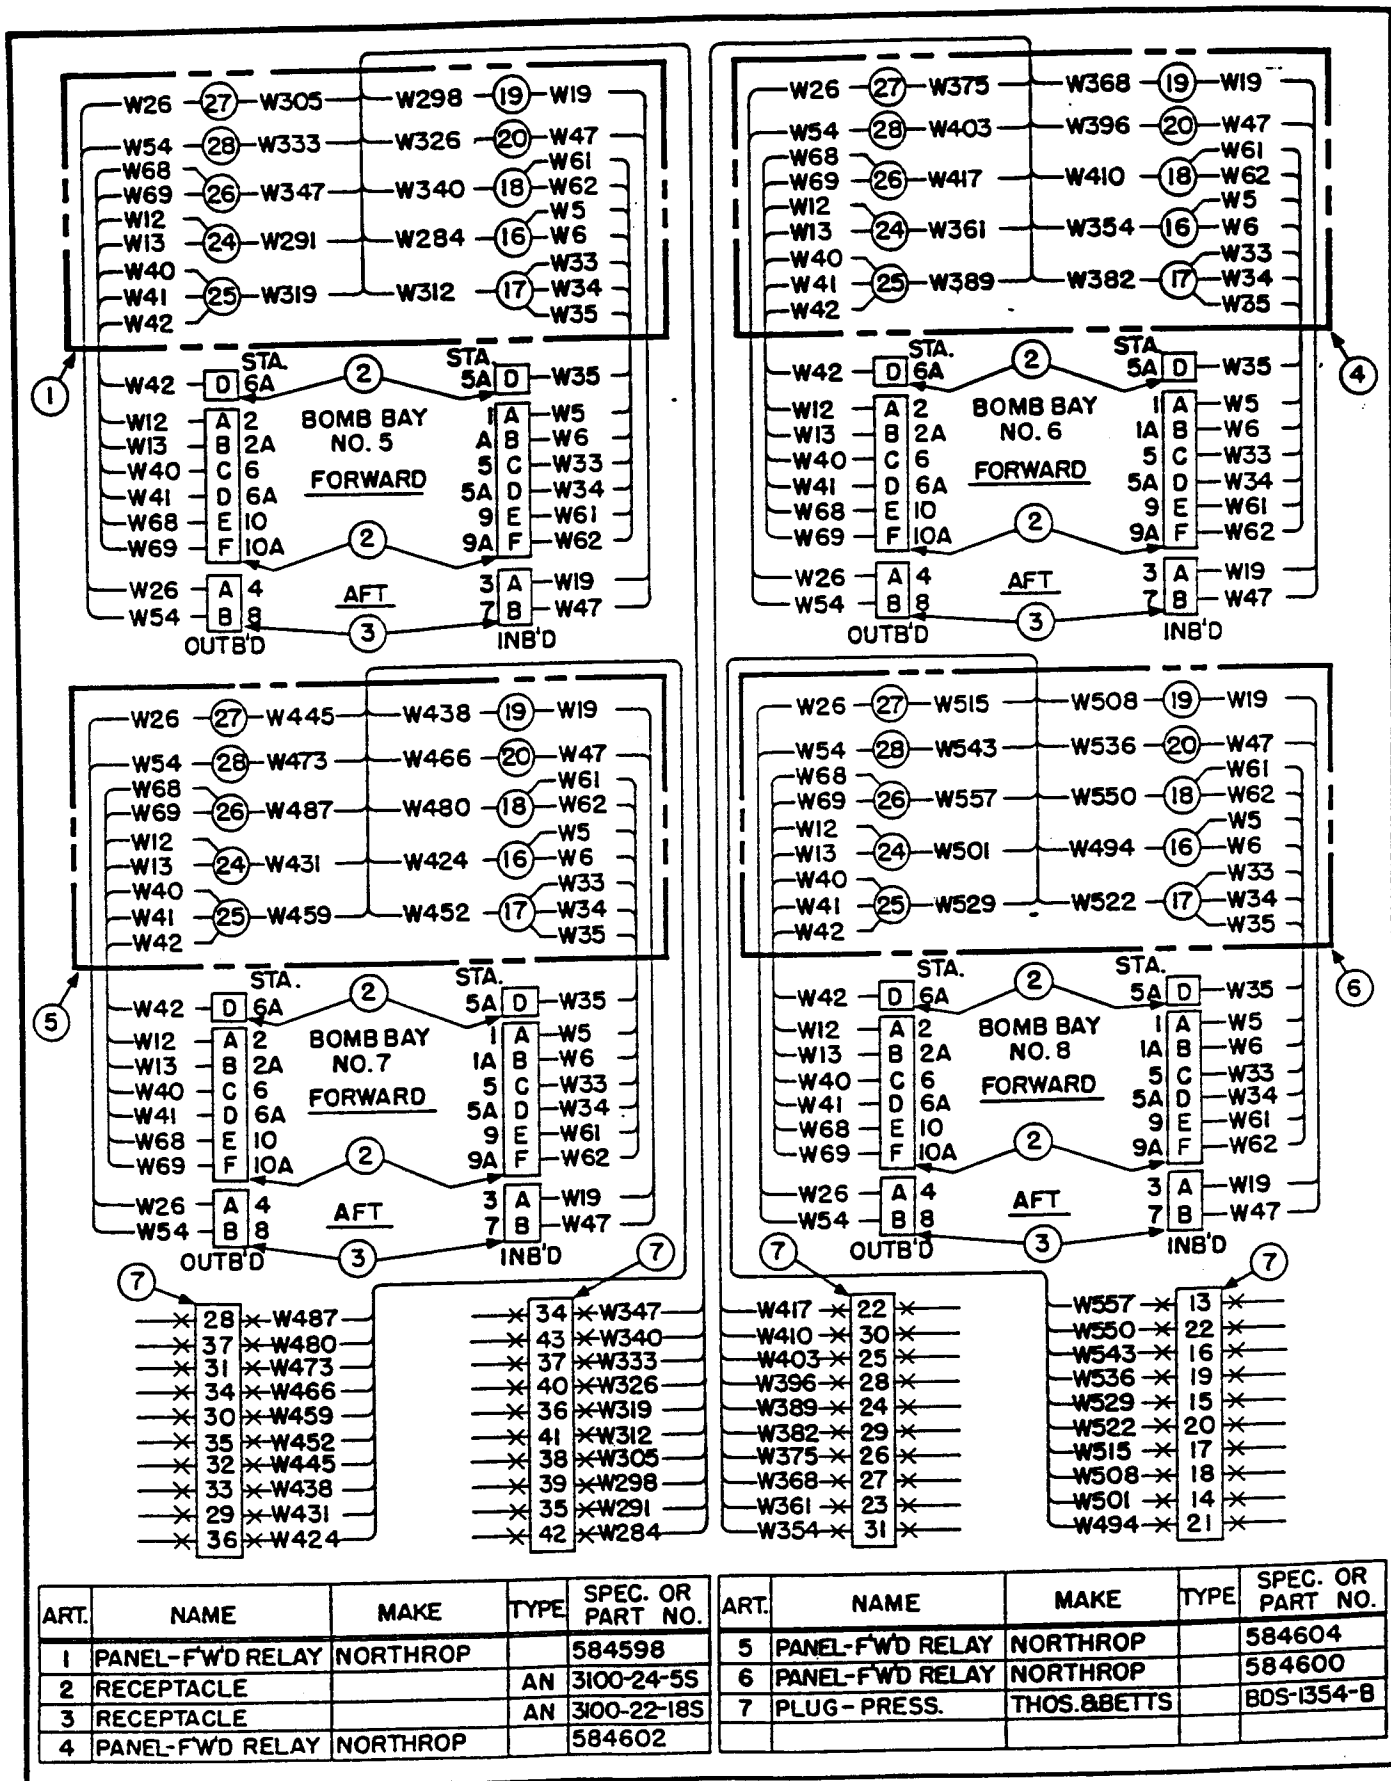 W26 27 W305 W298 19 W19
W54 28 W333 W326 20 W47
W68 W61
W69 26 W347 W340 18 W62
W12 W5
W13 24 W291 W284 16 W6
W40 W33
W41 25 W319 W312 17 W34
W42 W35
1
STA. STA.
W42 D 6A 2 5A D W35
W12 A 2 BOMB BAY 1 A W5
W13 B 2A NO. 5 A B W6
W40 C 6 FORWARD 5 C W33
W41 D 6A 5A D W34
W68 E 10 9 E W61
W69 F 10A 2 9A F W62
W26 A 4 AFT 3 A W19
W54 B 8 3 7 B W47
OUTB'D INB'D
W26 27 W375 W368 19 W19
W54 28 W403 W396 20 W47
W68 W61
W69 26 W417 W410 18 W62
W12 W5
W13 24 W361 W354 16 W6
W40 W33
W41 25 W389 W382 17 W34
W42 W35
4
STA. STA.
W42 D 6A 2 5A D W35
W12 A 2 BOMB BAY 1 A W5
W13 B 2A NO. 6 1A B W6
W40 C 6 FORWARD 5 C W33
W41 D 6A 5A D W34
W68 E 10 9 E W61
W69 F 10A 2 9A F W62
W26 A 4 AFT 3 A W19
W54 B 8 3 7 B W47
OUTB'D INB'D
W26 27 W445 W438 19 W19
W54 28 W473 W466 20 W47
W68 W61
W69 26 W487 W480 18 W62
W12 W5
W13 24 W431 W424 16 W6
W40 W33
W41 25 W459 W452 17 W34
W42 W35
5
STA. STA.
W42 D 6A 2 5A D W35
W12 A 2 BOMB BAY 1 A W5
W13 B 2A NO. 7 1A B W6
W40 C 6 FORWARD 5 C W33
W41 D 6A 5A D W34
W68 E 10 9 E W61
W69 F 10A 2 9A F W62
W26 A 4 AFT 3 A W19
W54 B 8 3 7 B W47
OUTB'D INB'D
W26 27 W515 W508 19 W19
W54 28 W543 W536 20 W47
W68 W61
W69 26 W557 W550 18 W62
W12 W5
W13 24 W501 W494 16 W6
W40 W33
W41 25 W529 W522 17 W34
W42 W35
6
STA. STA.
W42 D 6A 2 5A D W35
W12 A 2 BOMB BAY 1 A W5
W13 B 2A NO. 8 1A B W6
W40 C 6 FORWARD 5 C W33
W41 D 6A 5A D W34
W68 E 10 9 E W61
W69 F 10A 2 9A F W62
W26 A 4 AFT 3 A W19
W54 B 8 3 7 B W47
OUTB'D INB'D
7
28 W487
37 W480
31 W473
34 W466
30 W459
35 W452
32 W445
33 W438
29 W431
36 W424
7
34 W347
43 W340
37 W333
40 W326
36 W319
41 W312
38 W305
39 W298
35 W291
42 W284
7
W417 22
W410 30
W403 25
W396 28
W389 24
W382 29
W375 26
W368 27
W361 23
W354 31
7
W557 13
W550 22
W543 16
W536 19
W529 15
W522 20
W515 17
W508 18
W501 14
W494 21
ART. NAME MAKE TYPE SPEC. OR PART NO.
1 PANEL-F'W'D RELAY NORTHROP 584598
2 RECEPTACLE AN 3100-24-5S
3 RECEPTACLE AN 3100-22-18S
4 PANEL-F'W'D RELAY NORTHROP 584602
ART. NAME MAKE TYPE SPEC. OR PART NO.
5 PANEL-F'W'D RELAY NORTHROP 584604
6 PANEL-F'W'D RELAY NORTHROP 584600
7 PLUG-PRESS. THOS.&BETTS BDS-1354-B